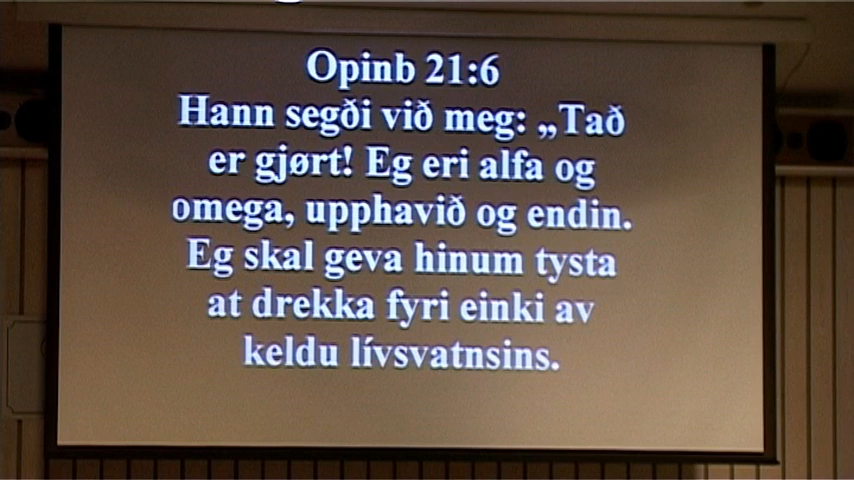 Opinb 21:6
Hann segði við meg: „Tað
er gjørt! Eg eri alfa og
omega, upphavið og endin.
Eg skal geva hinum tysta
at drekka fyri einki av
keldu lívsvatnsins.